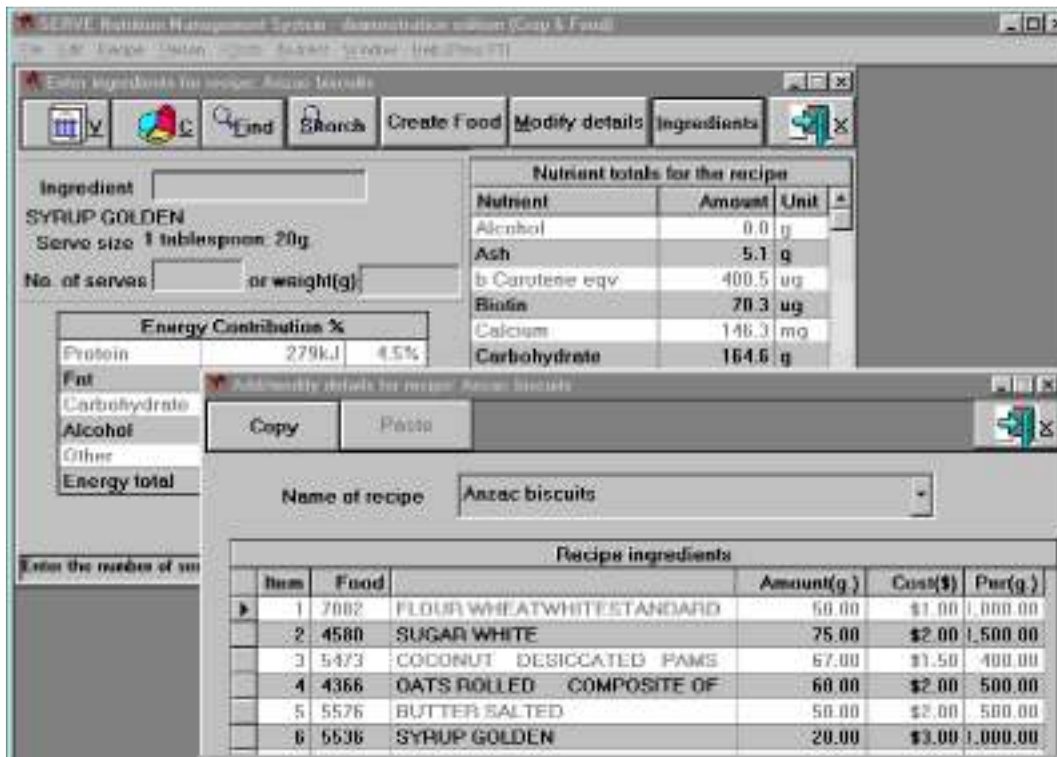 SERVE Nutrition Management System - demonstration edition (Copy & Food)
Enter ingredients for recipe: Anzac biscuits
V C Find Search Create Food Modify details Ingredients X
Ingredient
SYRUP GOLDEN
Serve size 1 tablespoon: 20g
No. of serves or weight(g)
Nutrient totals for the recipe
Nutrient Amount Unit
Alcohol 0.0 g
Ash 5.1 g
b Carotene eqv 400.5 ug
Biotin 70.3 ug
Calcium 146.3 mg
Carbohydrate 164.6 g
Energy Contribution %
Protein 279kJ 4.5%
Fat
Carbohydrate
Alcohol
Other
Energy total
Enter the number of
Add/modify details for recipe: Anzac biscuits
Copy Paste X
Name of recipe Anzac biscuits
Recipe ingredients
Item Food Amount(g.) Cost($) Per(g.)
1 7082 FLOUR WHEATWHITESTANDARD 50.00 $1.00 1,000.00
2 4580 SUGAR WHITE 75.00 $2.00 1,500.00
3 5473 COCONUT DESICCATED PAMS 67.00 $1.50 400.00
4 4366 OATS ROLLED COMPOSITE OF 60.00 $2.00 500.00
5 5576 BUTTER SALTED 50.00 $2.00 500.00
6 5536 SYRUP GOLDEN 20.00 $3.00 1,000.00